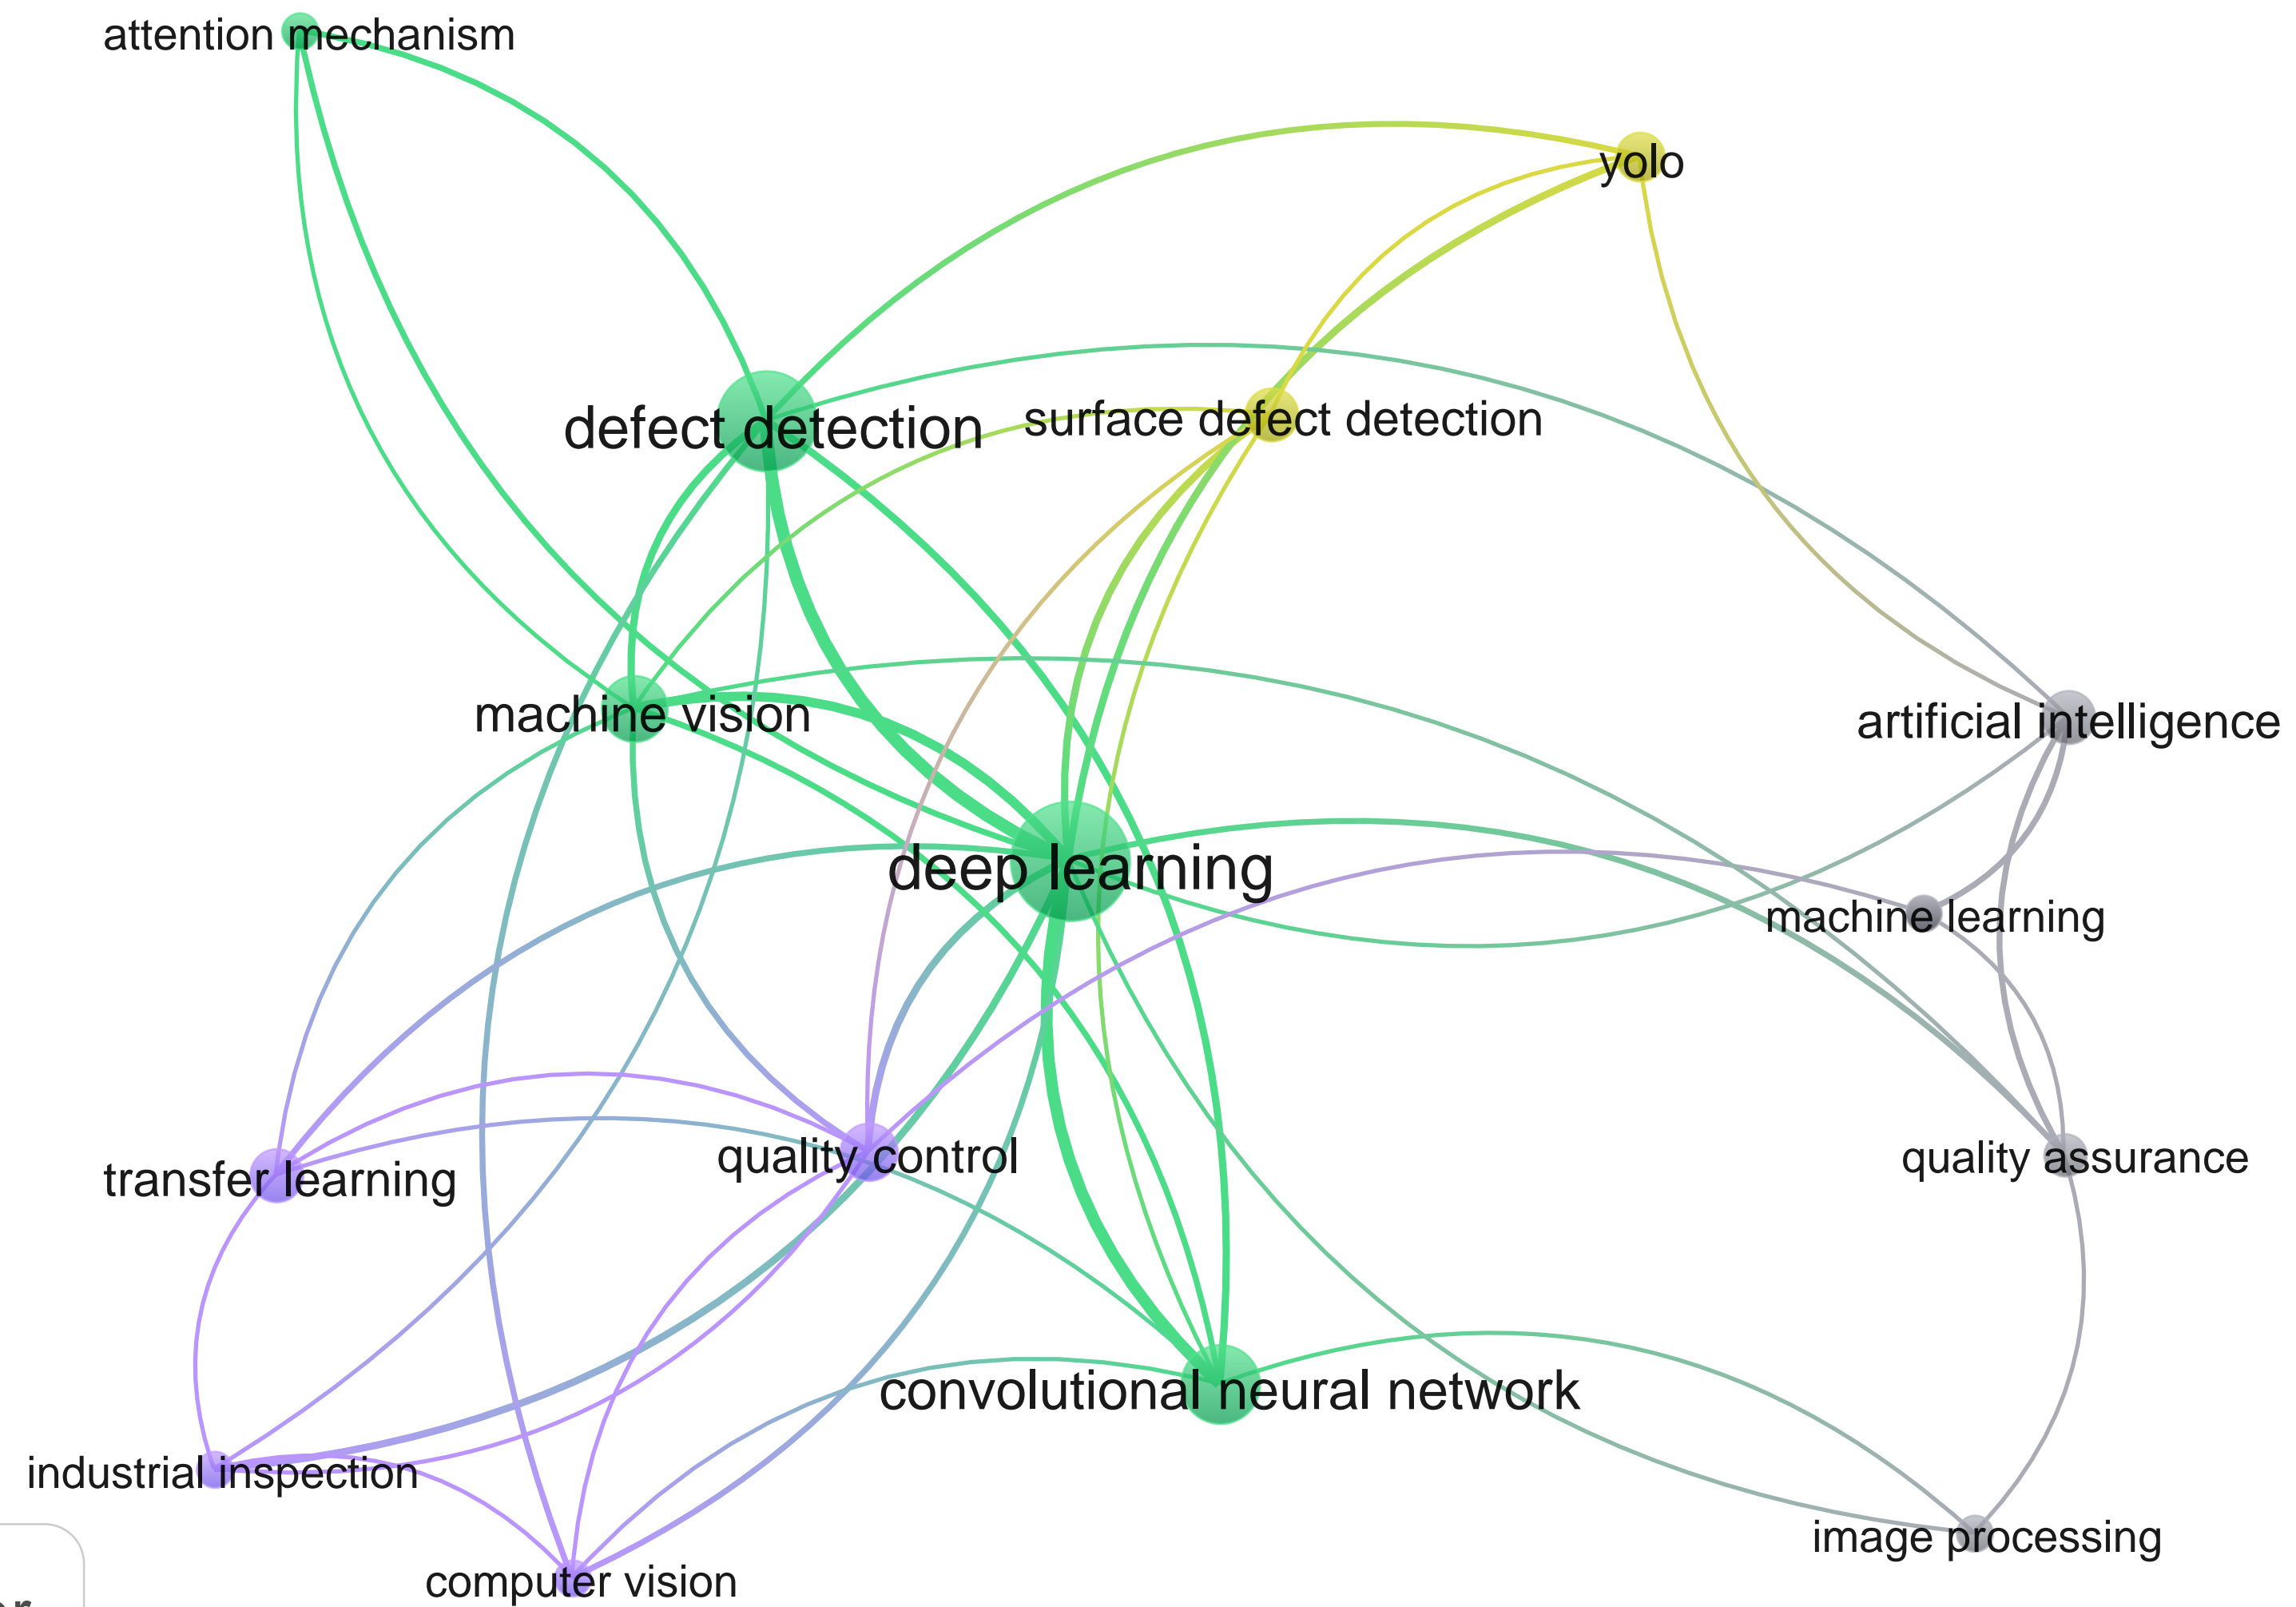 attention mechanism
yolo
defect detection
surface defect detection
machine vision
artificial intelligence
deep learning
machine learning
transfer learning
quality control
quality assurance
convolutional neural network
industrial inspection
image processing
computer vision